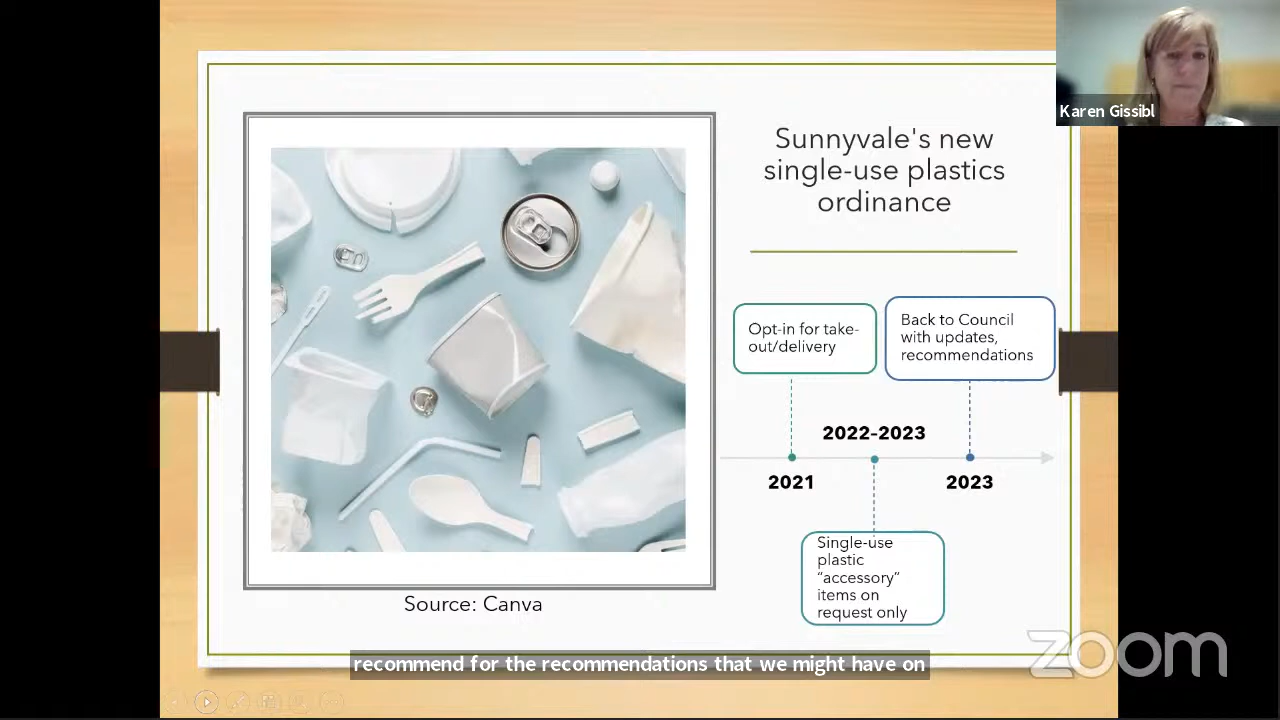 Karen Gissibl
Sunnyvale's new
single-use plastics
ordinance
Opt-in for take-
out/delivery
Back to Council
with updates,
recommendations
2022–2023
2021
2023
Single-use
plastic
“accessory”
items on
request only
Source: Canva
recommend for the recommendations that we might have on
zoom